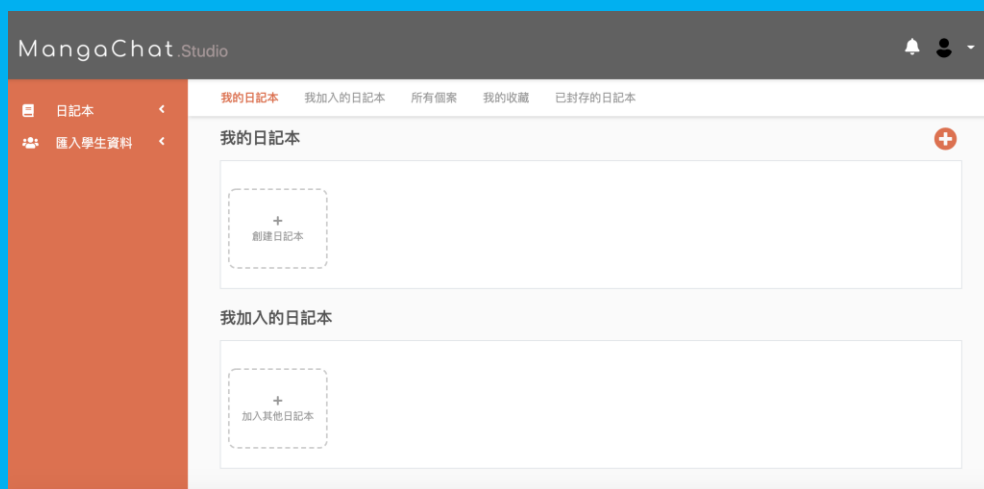 MangaChat.Studio
日記本
匯入學生資料
我的日記本 我加入的日記本 所有個案 我的收藏 已封存的日記本
我的日記本
+
創建日記本
我加入的日記本
+
加入其他日記本